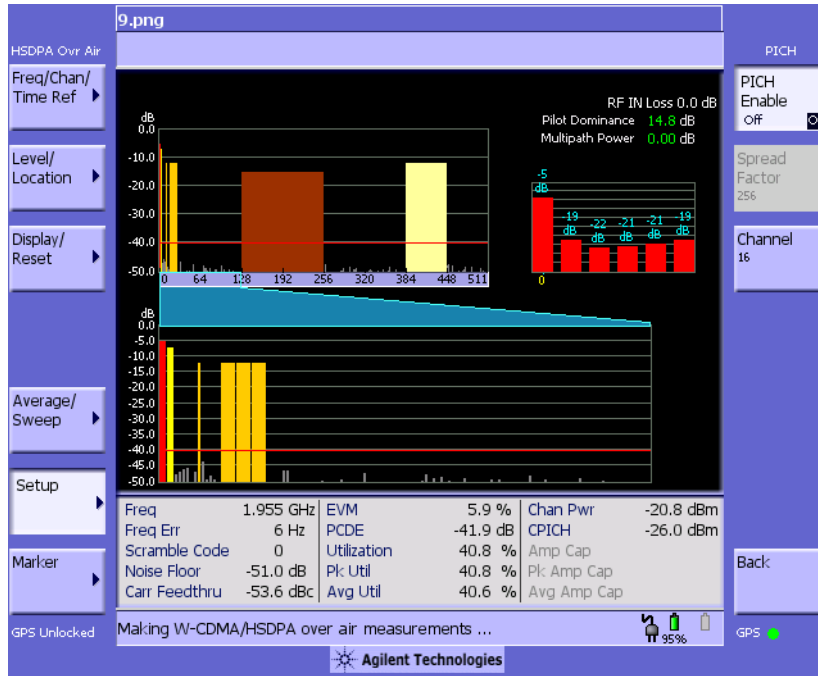 9.png
HSDPA Ovr Air
PICH
Freq/Chan/
Time Ref
Level/
Location
Display/
Reset
Average/
Sweep
Setup
Marker
GPS Unlocked
RF IN Loss 0.0 dB
Pilot Dominance 14.8 dB
Multipath Power 0.00 dB
dB
0.0
-10.0
-20.0
-30.0
-40.0
-50.0
0 64 128 192 256 320 384 448 511
-5 dB
-19 dB
-22 dB
-21 dB
-21 dB
-19 dB
0
dB
0.0
-5.0
-10.0
-15.0
-20.0
-25.0
-30.0
-35.0
-40.0
-45.0
-50.0
Freq 1.955 GHz EVM 5.9 % Chan Pwr -20.8 dBm
Freq Err 6 Hz PCDE -41.9 dB CPICH -26.0 dBm
Scramble Code 0 Utilization 40.8 % Amp Cap
Noise Floor -51.0 dB Pk Util 40.8 % Pk Amp Cap
Carr Feedthru -53.6 dBc Avg Util 40.6 % Avg Amp Cap
Making W-CDMA/HSDPA over air measurements ...
95%
Agilent Technologies
PICH
Enable
Off
Spread
Factor
256
Channel
16
Back
GPS